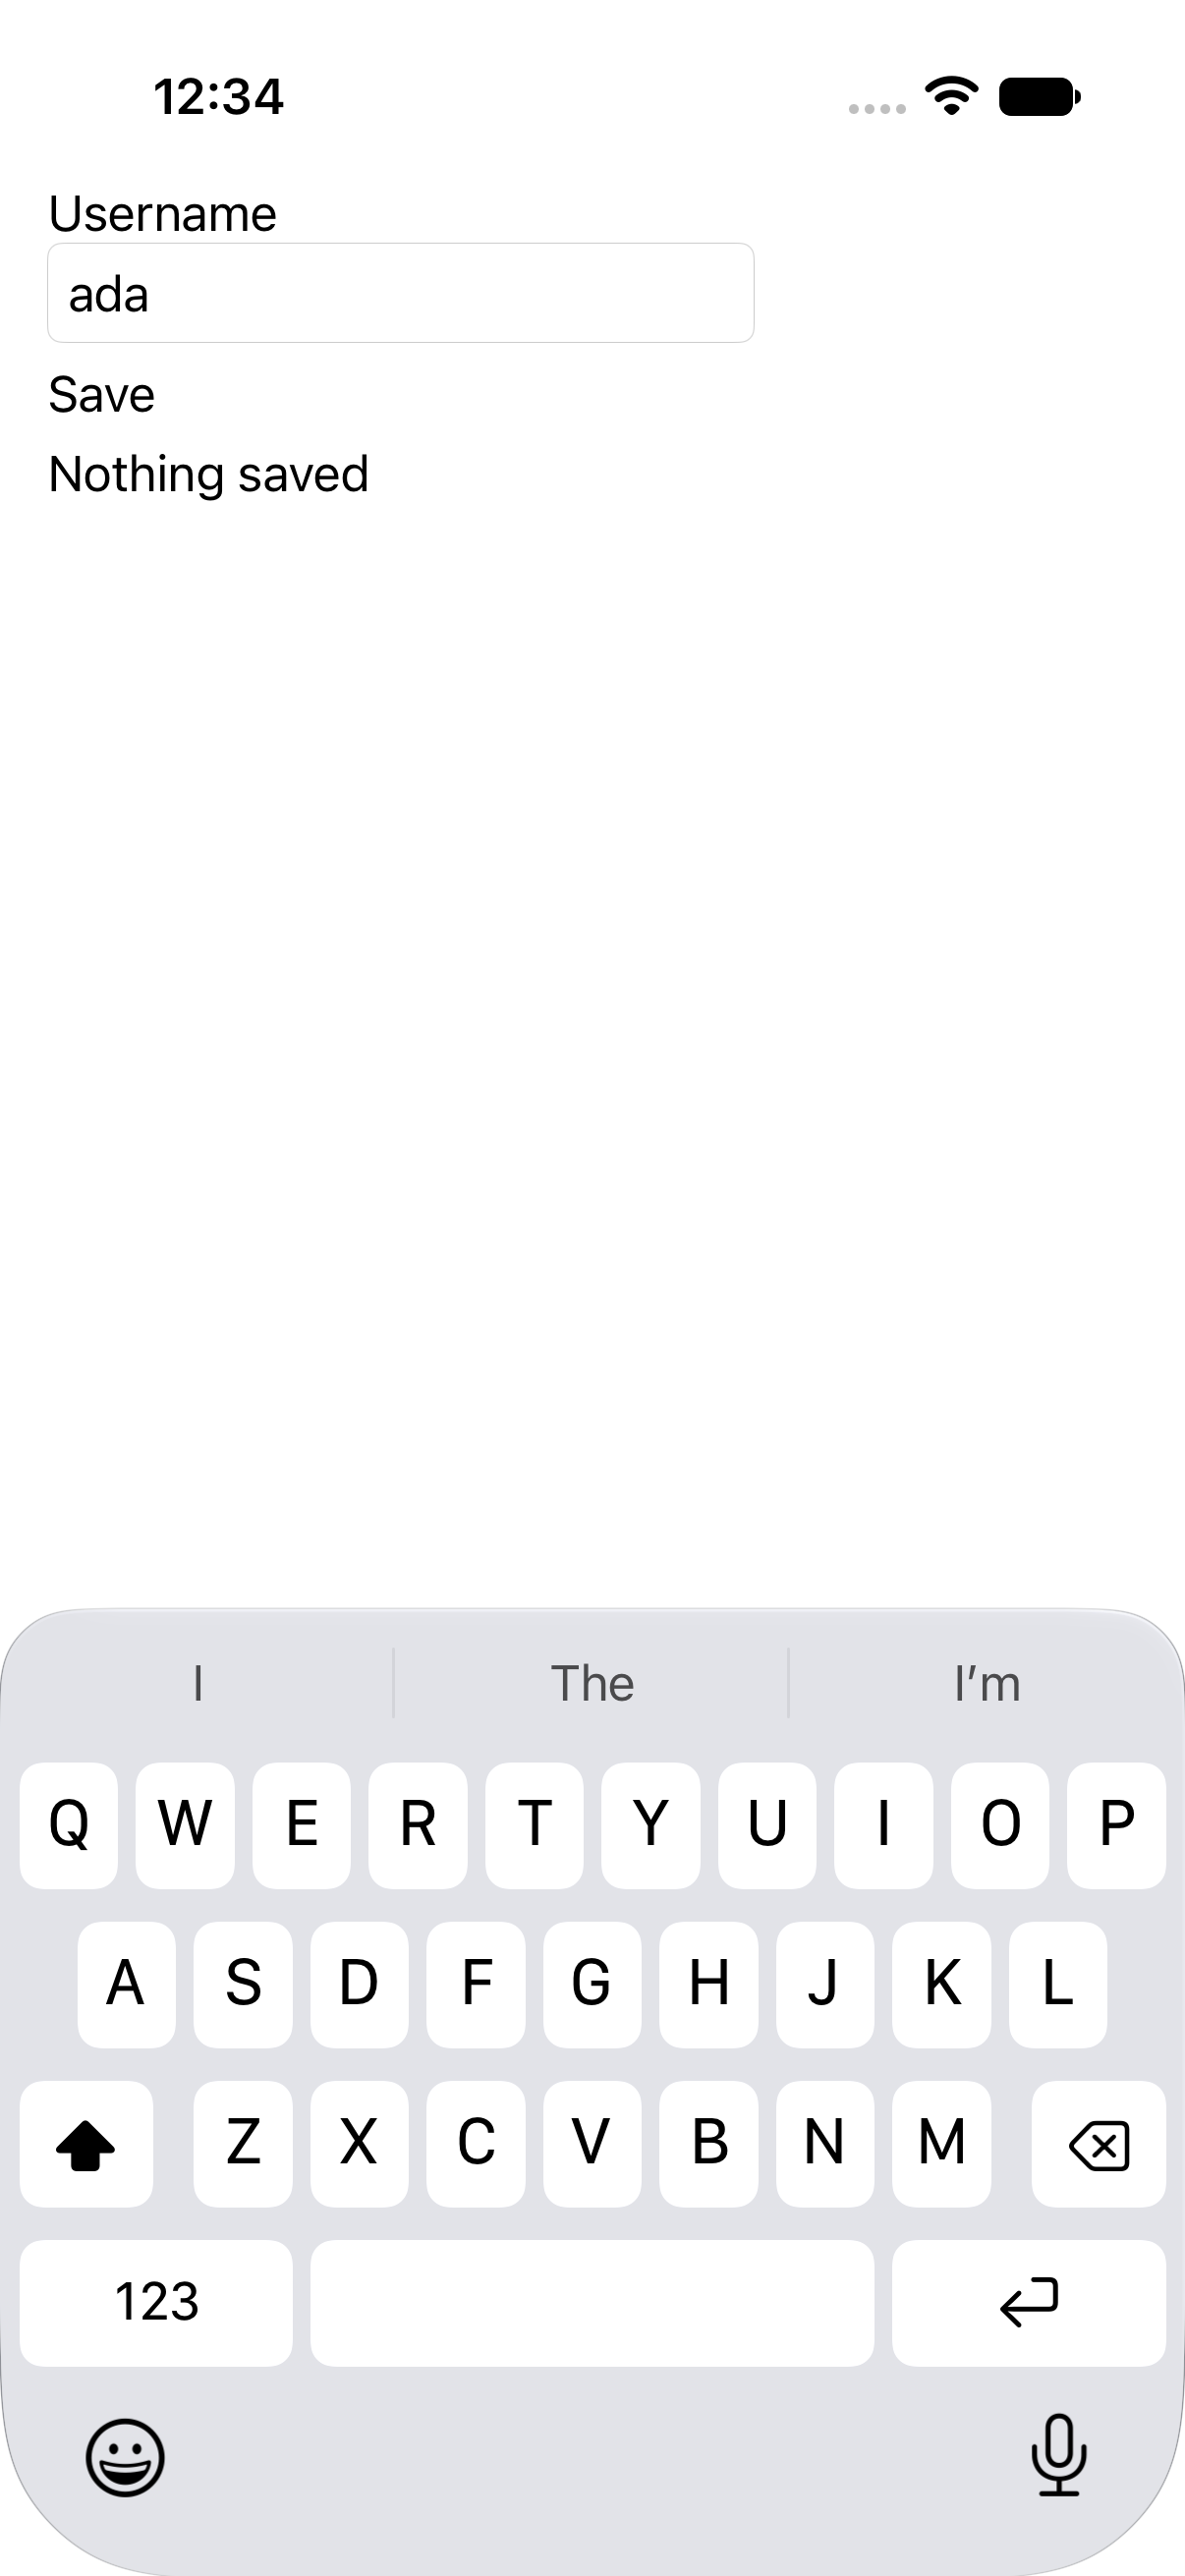 12:34
Username
ada
Save
Nothing saved
I The I’m
Q W E R T Y U I O P
A S D F G H J K L
Z X C V B N M
123